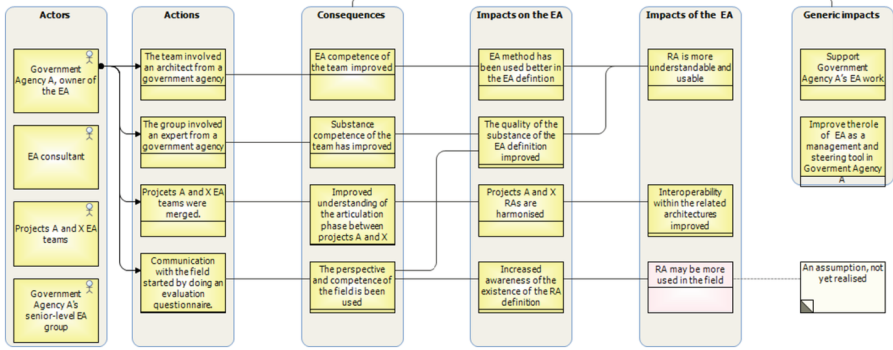 Actors
Government
Agency A, owner of
the EA
EA consultant
Projects A and X EA
teams
Government
Agency A's
senior-level EA
group
Actions
The team involved
an architect from a
government agency
The group involved
an expert from a
government agency
Projcets A and X EA
teams were merged.
Communication
with the field
started by doing an
evaluation
questionnaire.
Consequences
EA competence of
the team improved
Substance
competence of the
team has improved
Improved
understanding of
the articulation
phase between
projects A and X
The perspective
and competence of
the field is been
used
Impacts on the EA
EA method has
been used better in
the EA defintion
The quality of the
substance of the
EA definition
improved
Projects A and X
RAs are
harmonised
Increased
awareness of the
existence of the RA
definition
Impacts of the EA
RA is more
understandable and
usable
Interoperability
within the related
architectures
improved
RA may be more
used in the field
Generic impacts
Support
Government
Agency A's EA work
Improve therole
of EA as a
management and
steering tool in
Goverment Agency
A
An assumption, not
yet realised